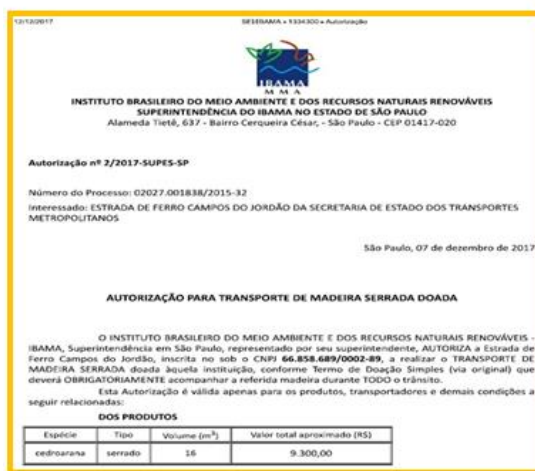 12/12/2017
SEI/IBAMA - 1334300 - Autorização
IBAMA
M M A
INSTITUTO BRASILEIRO DO MEIO AMBIENTE E DOS RECURSOS NATURAIS RENOVÁVEIS
SUPERINTENDÊNCIA DO IBAMA NO ESTADO DE SÃO PAULO
Alameda Tietê, 637 - Bairro Cerqueira César, - São Paulo - CEP 01417-020
Autorização nº 2/2017-SUPES-SP
Número do Processo: 02027.001838/2015-32
Interessado: ESTRADA DE FERRO CAMPOS DO JORDÃO DA SECRETARIA DE ESTADO DOS TRANSPORTES
METROPOLITANOS
São Paulo, 07 de dezembro de 2017
AUTORIZAÇÃO PARA TRANSPORTE DE MADEIRA SERRADA DOADA
O INSTITUTO BRASILEIRO DO MEIO AMBIENTE E DOS RECURSOS NATURAIS RENOVÁVEIS -
IBAMA, Superintendência em São Paulo, representado por seu superintendente, AUTORIZA a Estrada de
Ferro Campos do Jordão, inscrita no sob o CNPJ 66.858.689/0002-89, a realizar o TRANSPORTE DE
MADEIRA SERRADA doada àquela instituição, conforme Termo de Doação Simples (via original) que
deverá OBRIGATORIAMENTE acompanhar a referida madeira durante TODO o trânsito.
Esta Autorização é válida apenas para os produtos, transportadores e demais condições a
seguir relacionadas:
DOS PRODUTOS
Espécie Tipo Volume (m³) Valor total aproximado (R$)
cedroarana serrado 16 9.300,00